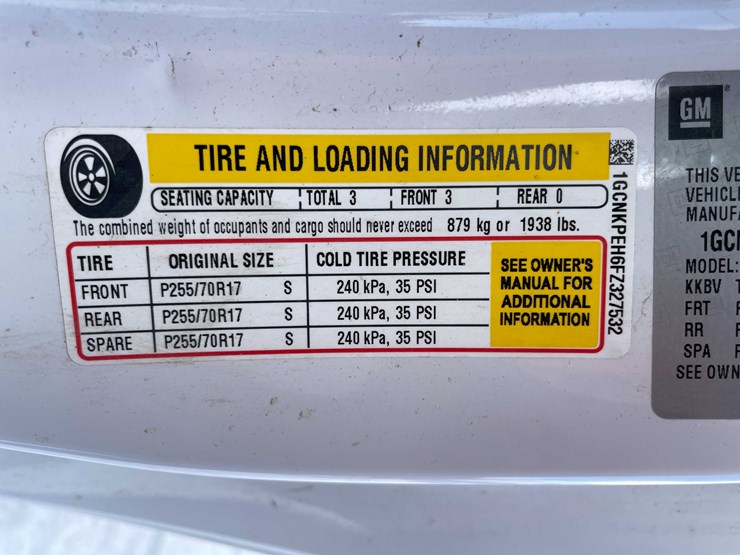 TIRE AND LOADING INFORMATION
SEATING CAPACITY TOTAL 3 FRONT 3 REAR 0
The combined weight of occupants and cargo should never exceed 879 kg or 1938 lbs.
TIRE ORIGINAL SIZE COLD TIRE PRESSURE
FRONT P255/70R17 S 240 kPa, 35 PSI
REAR P255/70R17 S 240 kPa, 35 PSI
SPARE P255/70R17 S 240 kPa, 35 PSI
SEE OWNER'S
MANUAL FOR
ADDITIONAL
INFORMATION
1GCNKPEH6FZ327532
GM
THIS VE
VEHICL
MANUFA
1GC
MODEL:
KKBV
FRT
RR
SPA
SEE OWN